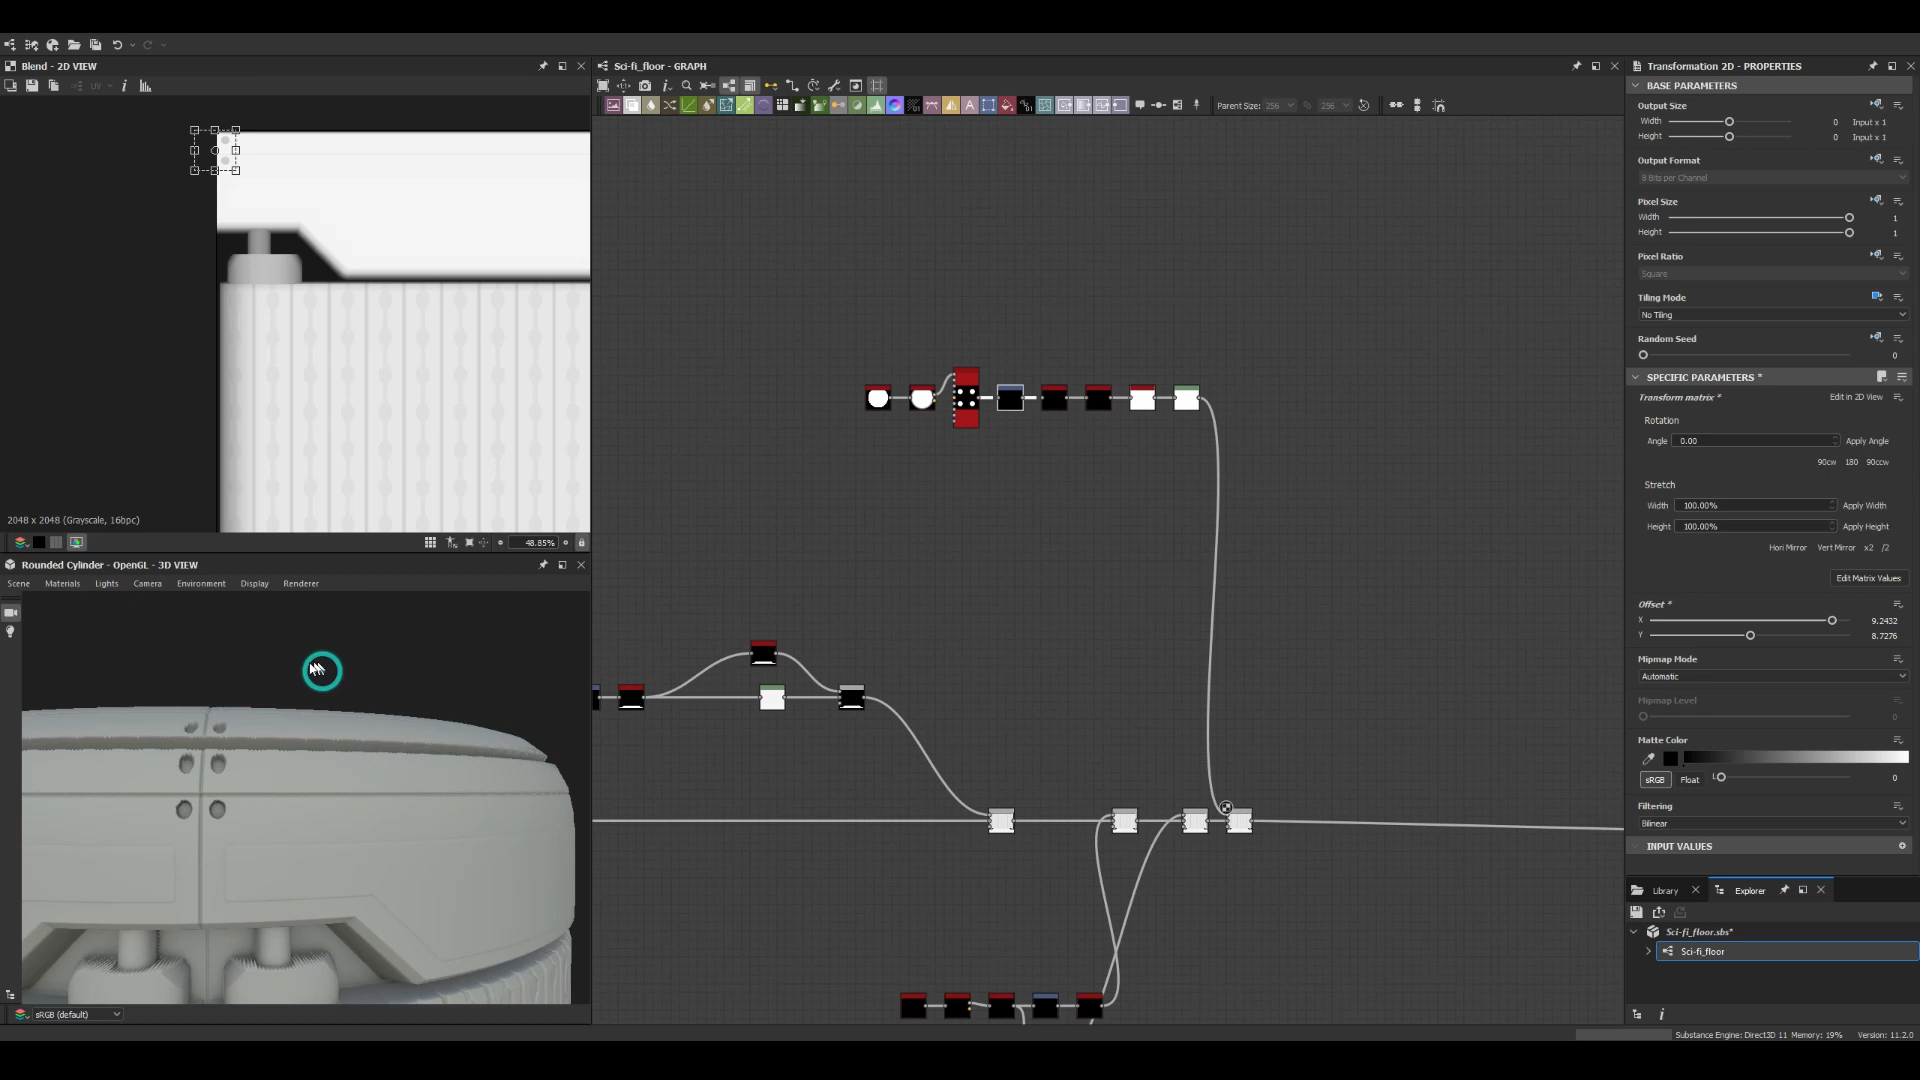 Blend - 2D VIEW
UV
2048 x 2048 (Grayscale, 16bpc)
48.85%
Rounded Cylinder - OpenGL - 3D VIEW
Scene
Materials
Lights
Camera
Environment
Display
Renderer
sRGB (default)
Sci-fi_floor - GRAPH
Parent Size:
256
256
Transformation 2D - PROPERTIES
BASE PARAMETERS
Output Size
Width
0
Input x 1
Height
0
Input x 1
Output Format
8 Bits per Channel
Pixel Size
Width
1
Height
1
Pixel Ratio
Square
Tiling Mode
No Tiling
Random Seed
0
SPECIFIC PARAMETERS *
Transform matrix *
Edit in 2D View
Rotation
Angle
0.00
Apply Angle
90cw
180
90ccw
Stretch
Width
100.00%
Apply Width
Height
100.00%
Apply Height
Hori Mirror
Vert Mirror
x2
/2
Edit Matrix Values
Offset *
X
9.2432
Y
8.7276
Mipmap Mode
Automatic
Mipmap Level
0
Matte Color
sRGB
Float
L
0
Filtering
Bilinear
INPUT VALUES
Library
Explorer
Sci-fi_floor.sbs*
Sci-fi_floor
Substance Engine: Direct3D 11 Memory: 19%
Version: 11.2.0